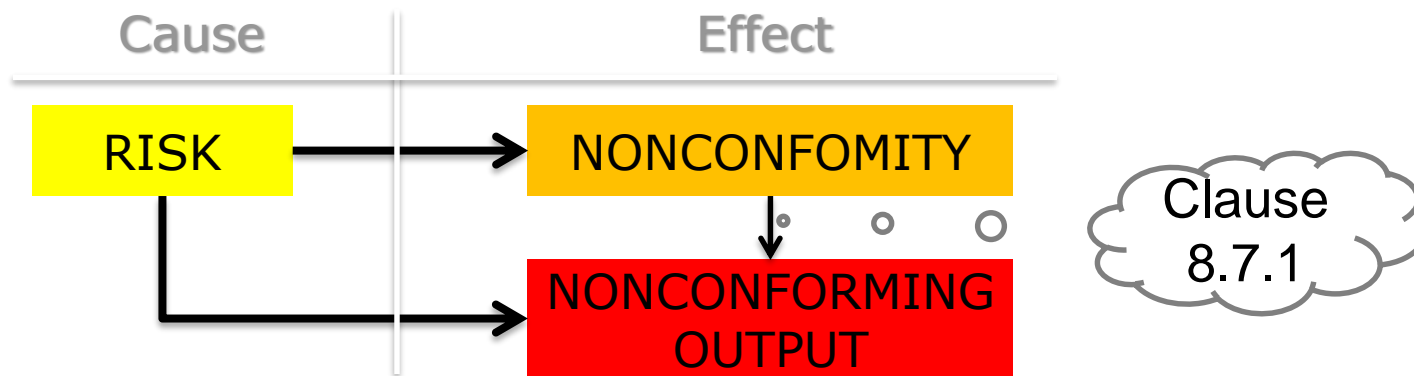 Cause
Effect
RISK
NONCONFOMITY
Clause
8.7.1
NONCONFORMING
OUTPUT